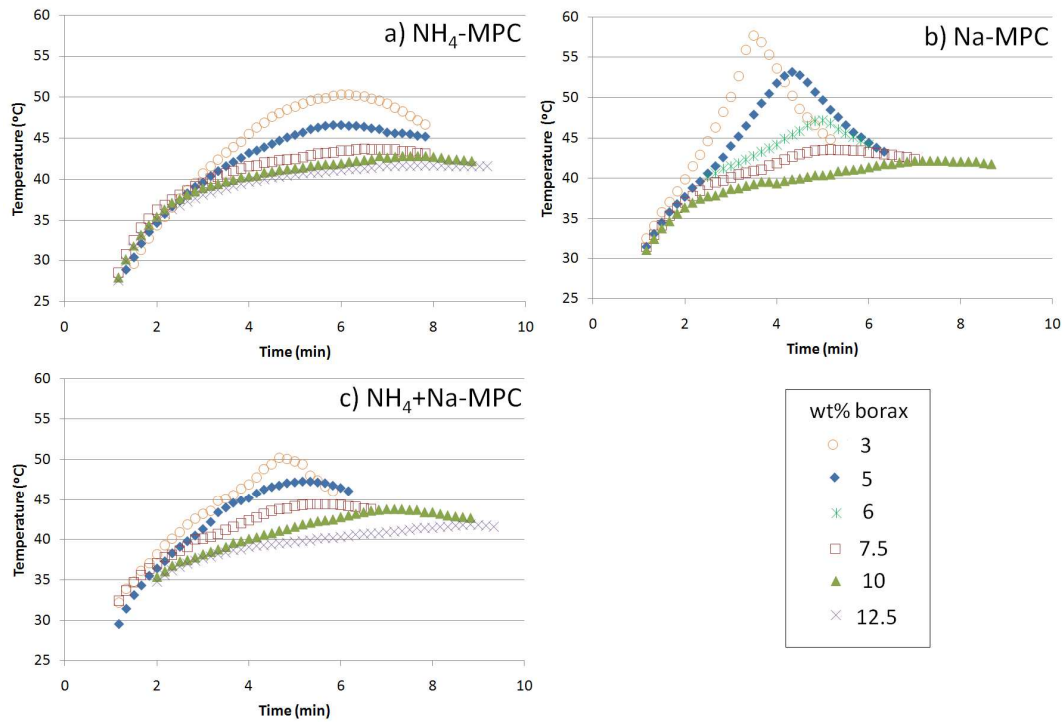 a) NH₄-MPC
Temperature (°C)
60
55
50
45
40
35
30
25
0 2 4 6 8 10
Time (min)
b) Na-MPC
Temperature (°C)
60
55
50
45
40
35
30
25
0 2 4 6 8 10
Time (min)
c) NH₄+Na-MPC
Temperature (°C)
60
55
50
45
40
35
30
25
0 2 4 6 8 10
Time (min)
wt% borax
3
5
6
7.5
10
12.5